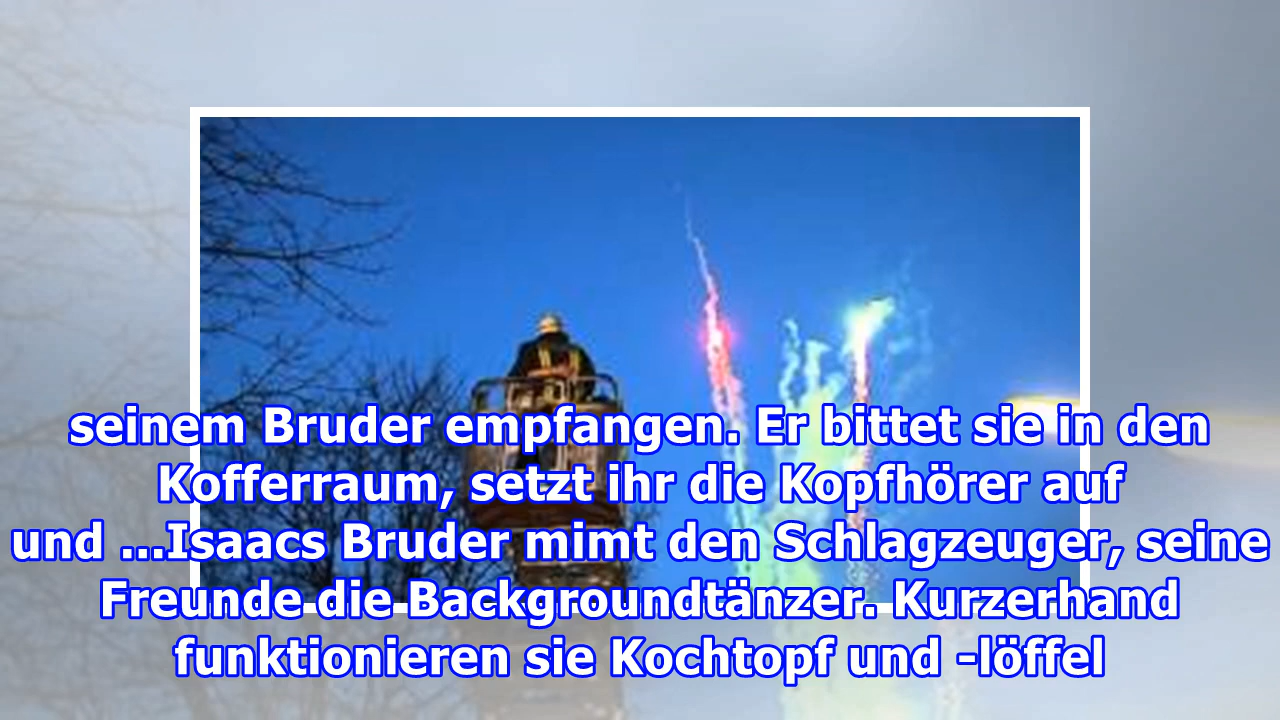 seinem Bruder empfangen. Er bittet sie in den
Kofferraum, setzt ihr die Kopfhörer auf
und ...Isaacs Bruder mimt den Schlagzeuger, seine
Freunde die Backgroundtänzer. Kurzerhand
funktionieren sie Kochtopf und -löffel